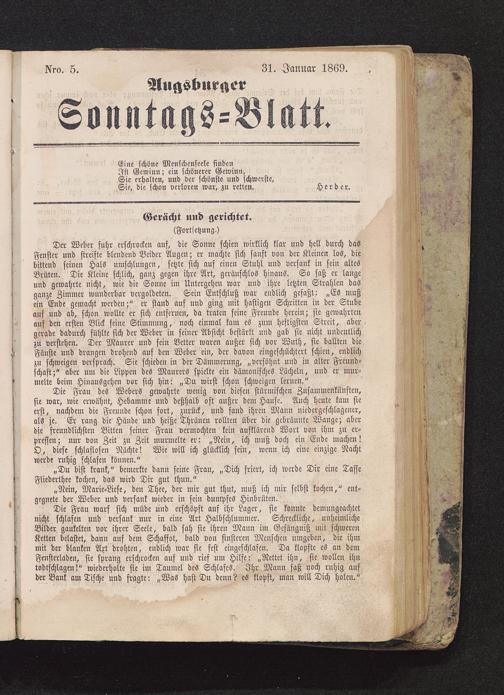 Nro. 5.
31. Januar 1869.
Augsburger
Sonntags=Blatt.
Eine schöne Menschenseele finden
Ist Gewinn; ein schönerer Gewinn,
Sie erhalten, und der schönste und schwerste,
Sie, die schon verloren war, zu retten.
Herder.
Gerächt und gerichtet.
(Fortsetzung.)
Der Weber fuhr erschrocken auf, die Sonne schien wirklich klar und hell durch das
Fenster und streifte blendend Beider Augen; er machte sich sanft von der Kleinen los, die
bittend seinen Hals umschlungen, setzte sich auf einen Stuhl und versank in sein altes
Brüten. Die Kleine schlich, ganz gegen ihre Art, geräuschlos hinaus. So saß er lange
und gewahrte nicht, wie die Sonne im Untergehen war und ihre letzten Strahlen das
ganze Zimmer wunderbar vergoldeten. Sein Entschluß war endlich gefaßt: „Es muß
ein Ende gemacht werden;“ er stand auf und ging mit hastigen Schritten in der Stube
auf und ab, schon wollte er sich entfernen, da traten seine Freunde herein; sie gewahrten
auf den ersten Blick seine Stimmung, noch einmal kam es zum heftigsten Streit, aber
gerade dadurch fühlte sich der Weber in seiner Absicht bestärkt und gab sie nicht undeutlich
zu verstehen. Der Maurer und sein Vetter waren außer sich vor Wuth, sie ballten die
Fäuste und drangen drohend auf den Weber ein, der davon eingeschüchtert schien, endlich
zu schweigen versprach. Sie schieden in der Dämmerung, „versöhnt und in alter Freund=
schaft;“ aber um die Lippen des Maurers spielte ein dämonisches Lächeln, und er mur=
melte beim Hinausgehen vor sich hin: „Du wirst schon schweigen lernen.“
Die Frau des Webers gewahrte wenig von diesen stürmischen Zusammenkünften,
sie war, wie erwähnt, Hebamme und deßhalb oft außer dem Hause. Auch heute kam sie
erst, nachdem die Freunde schon fort, zurück, und fand ihren Mann niedergeschlagener,
als je. Er rang die Hände und heiße Thränen rollten über die gebräunte Wange; aber
die freundlichsten Bitten seiner Frau vermochten kein aufklärend Wort von ihm zu er=
pressen; nur von Zeit zu Zeit murmelte er: „Nein, ich muß doch ein Ende machen!
O, diese schlaflosen Nächte! Wie will ich glücklich sein, wenn ich eine einzige Nacht
werde ruhig schlafen können.“
„Du bist krank,“ bemerkte dann seine Frau, „Dich friert, ich werde Dir eine Tasse
Fliederthee kochen, das wird Dir gut thun.“
„Nein, Marie=Liese, den Thee, der mir gut thut, muß ich mir selbst kochen,“ ent=
gegnete der Weber und versank wieder in sein dumpfes Hinbrüten.
Die Frau warf sich müde und erschöpft auf ihr Lager, sie konnte demungeachtet
nicht schlafen und versank nur in eine Art Halbschlummer. Schreckliche, unheimliche
Bilder gaukelten vor ihrer Seele, bald sah sie ihren Mann im Gefängniß mit schweren
Ketten belastet, dann auf dem Schaffot, bald von finsteren Menschen umgeben, die ihm
mit der blanken Axt drohten, endlich war sie fest eingeschlafen. Da klopfte es an dem
Fensterladen, sie sprang erschrocken auf und rief um Hilfe: „Rettet ihn, sie wollen ihn
todtschlagen!“ wiederholte sie im Taumel des Schlafes. Ihr Mann saß noch ruhig auf
der Bank am Tische und fragte: „Was hast Du denn? es klopft, man will Dich holen.“